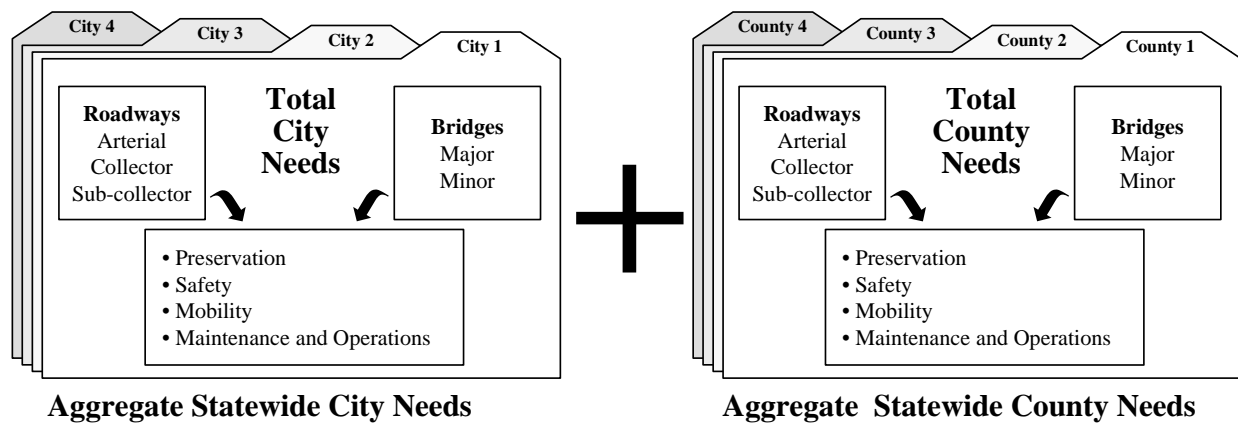 City 4
City 3
City 2
City 1
Roadways
Arterial
Collector
Sub-collector
Total
City
Needs
Bridges
Major
Minor
• Preservation
• Safety
• Mobility
• Maintenance and Operations
Aggregate Statewide City Needs
County 4
County 3
County 2
County 1
Roadways
Arterial
Collector
Sub-collector
Total
County
Needs
Bridges
Major
Minor
• Preservation
• Safety
• Mobility
• Maintenance and Operations
Aggregate Statewide County Needs